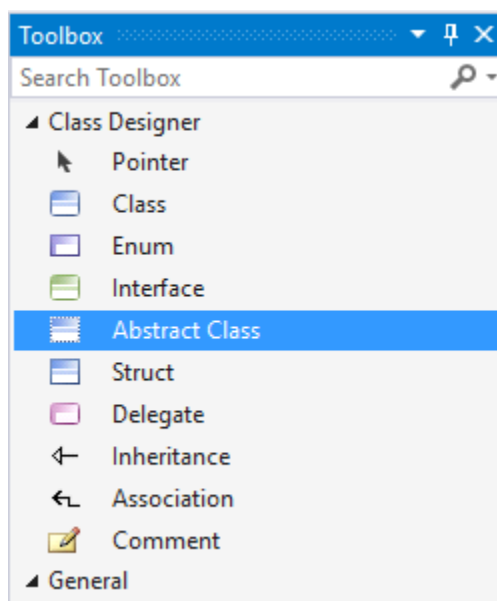 Toolbox
Search Toolbox
Class Designer
Pointer
Class
Enum
Interface
Abstract Class
Struct
Delegate
Inheritance
Association
Comment
General